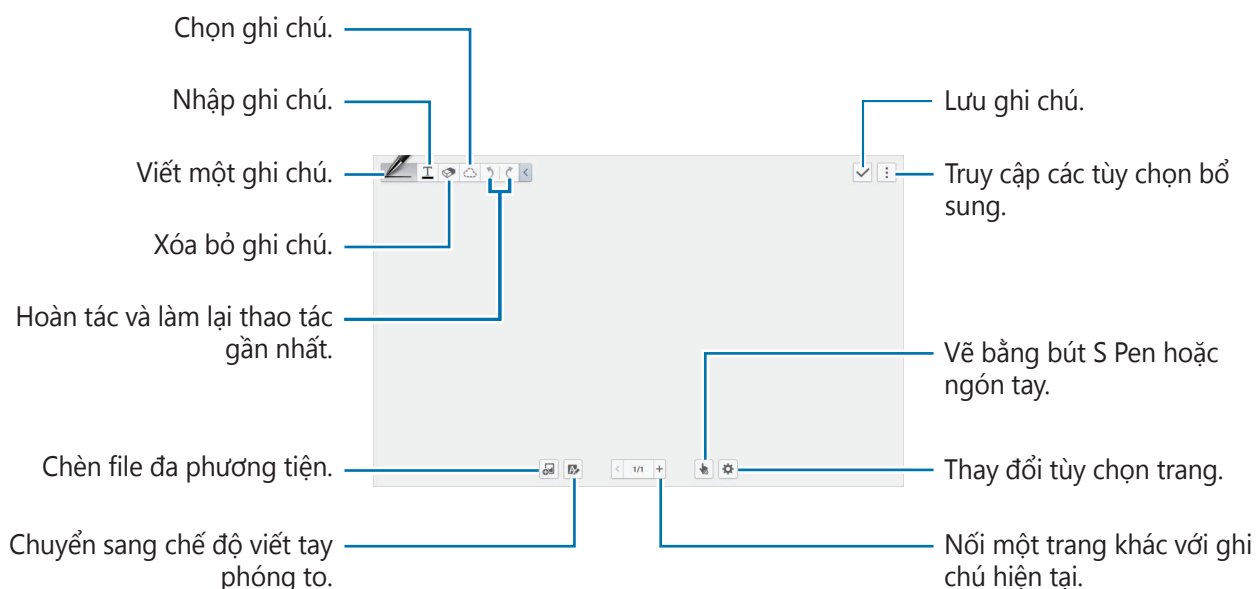 Chọn ghi chú.
Nhập ghi chú.
Viết một ghi chú.
Xóa bỏ ghi chú.
Hoàn tác và làm lại thao tác
gần nhất.
Chèn file đa phương tiện.
Chuyển sang chế độ viết tay
phóng to.
T
1/1
Lưu ghi chú.
Truy cập các tùy chọn bổ
sung.
Vẽ bằng bút S Pen hoặc
ngón tay.
Thay đổi tùy chọn trang.
Nối một trang khác với ghi
chú hiện tại.